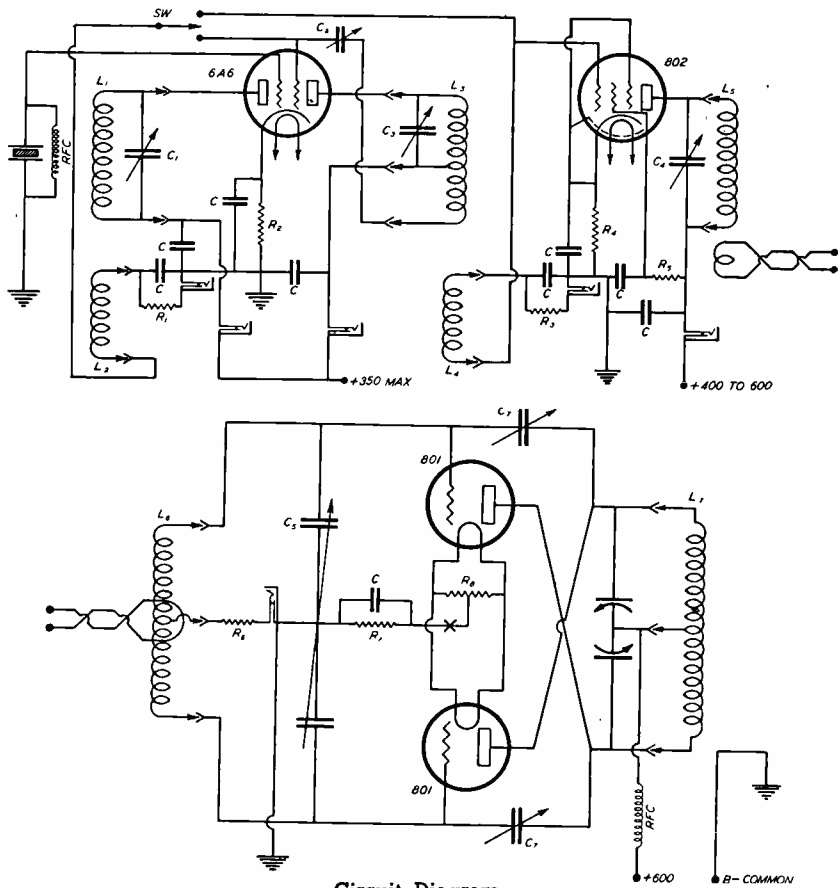 SW
C2
6A6
802
L1
L3
L5
RFC
C1
C3
C4
C
R2
R4
C
C
C
C
C
C
R5
R1
R3
C
L2
L4
+350 MAX
+400 TO 600
C7
801
L6
L7
C5
C
R8
R6
R7
801
C7
RFC
+600
B-COMMON
Circuit Diagram